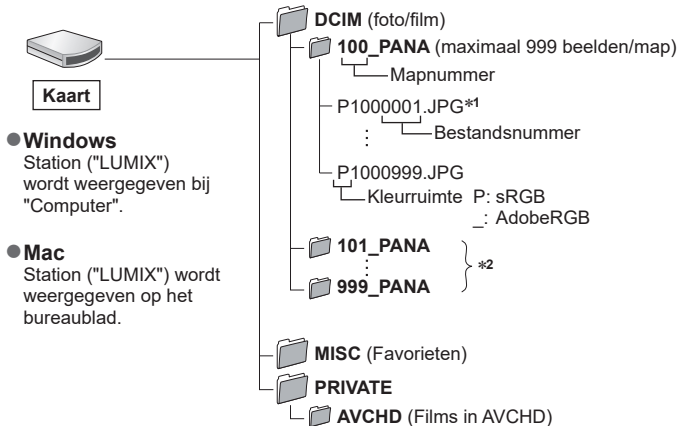 DCIM (foto/film)
100_PANA (maximaal 999 beelden/map)
Mapnummer
P1000001.JPG*1
Bestandsnummer
P1000999.JPG
Kleurruimte P: sRGB
_: AdobeRGB
101_PANA
*2
999_PANA
MISC (Favorieten)
PRIVATE
AVCHD (Films in AVCHD)
Kaart
●Windows
Station ("LUMIX")
wordt weergegeven bij
"Computer".
●Mac
Station ("LUMIX") wordt
weergegeven op het
bureaublad.